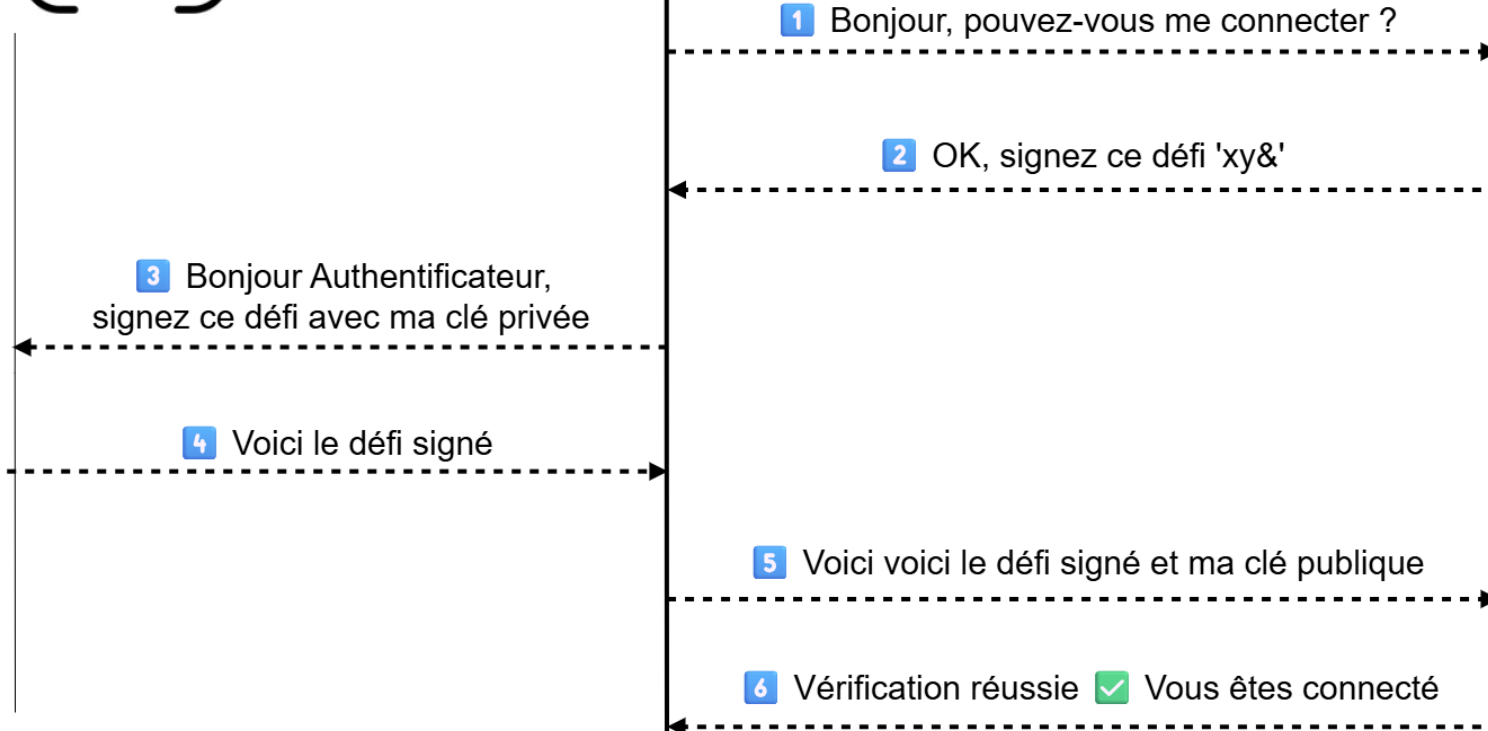 1 Bonjour, pouvez-vous me connecter ?
2 OK, signez ce défi 'xy&'
3 Bonjour Authentificateur,
signez ce défi avec ma clé privée
4 Voici le défi signé
5 Voici voici le défi signé et ma clé publique
6 Vérification réussie ✅ Vous êtes connecté